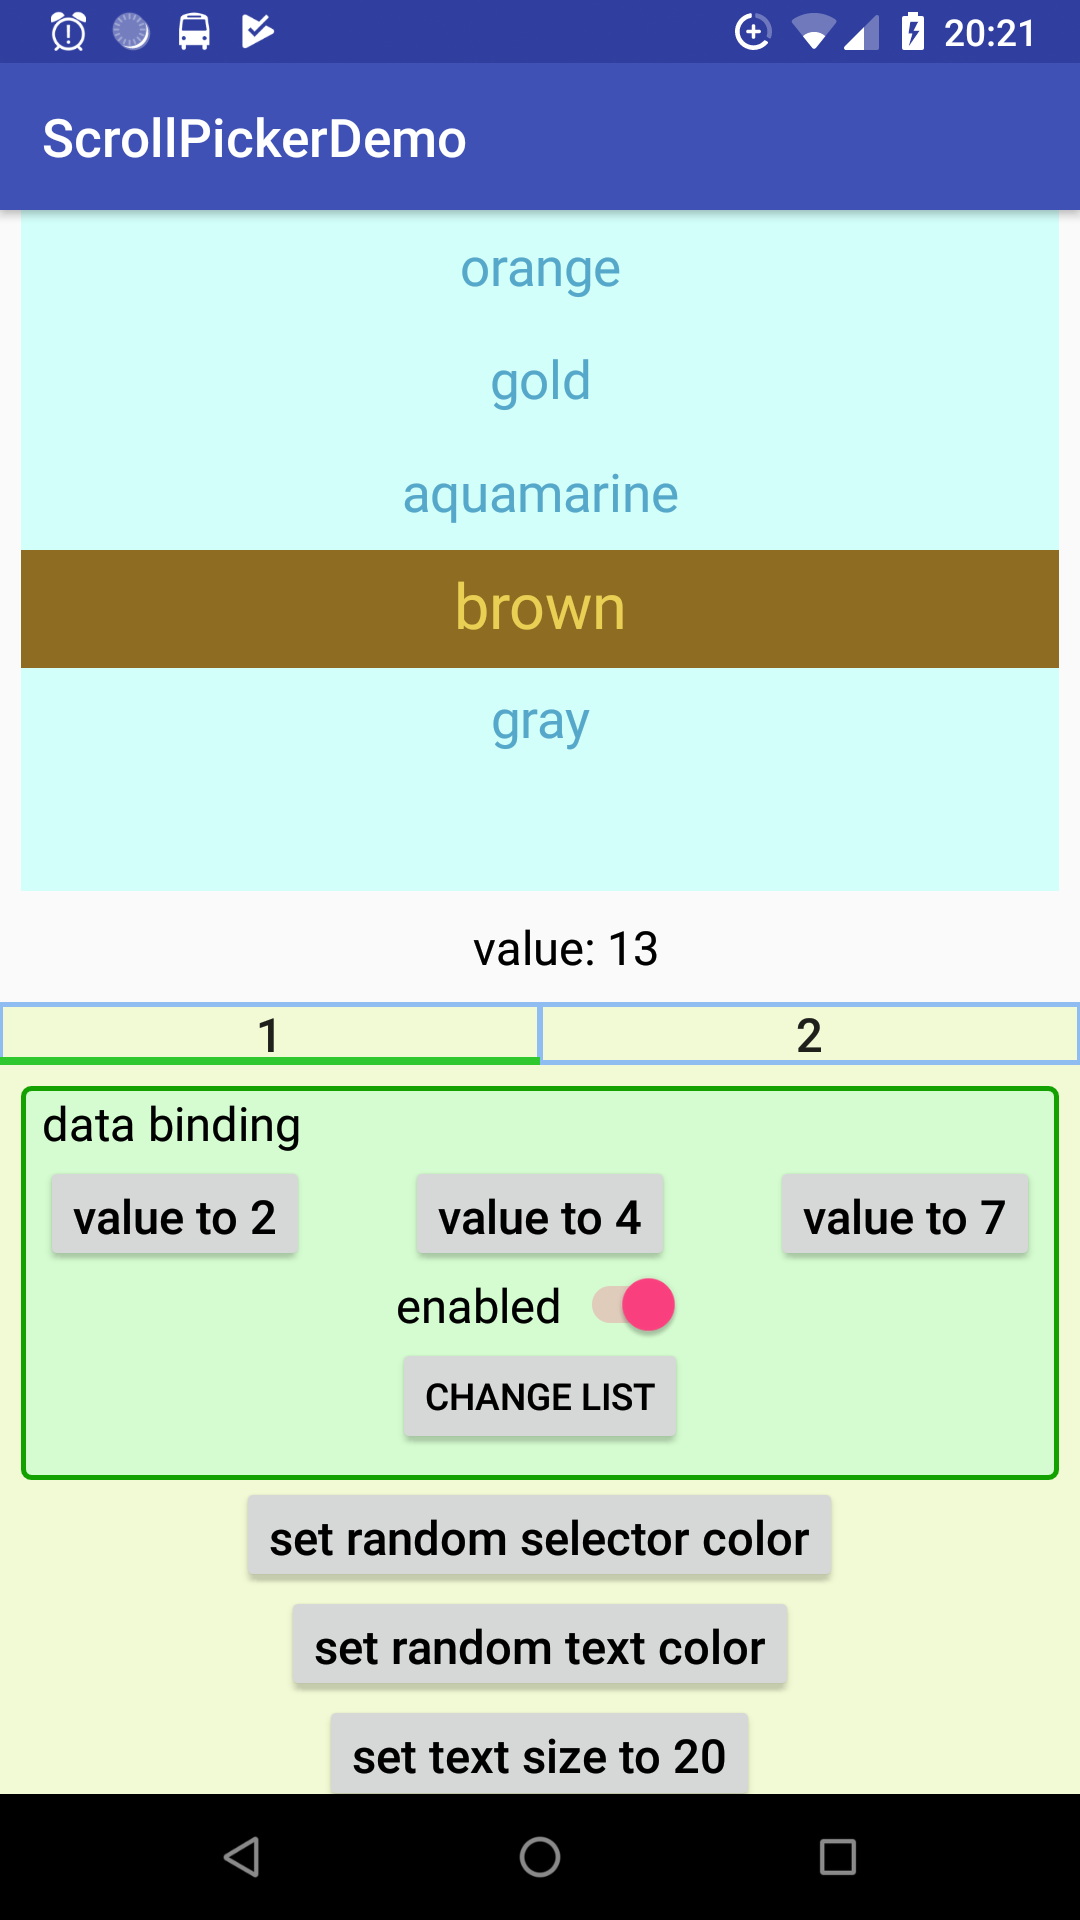 20:21
ScrollPickerDemo
orange
gold
aquamarine
brown
gray
value: 13
1 2
data binding
value to 2 value to 4 value to 7
enabled
CHANGE LIST
set random selector color
set random text color
set text size to 20